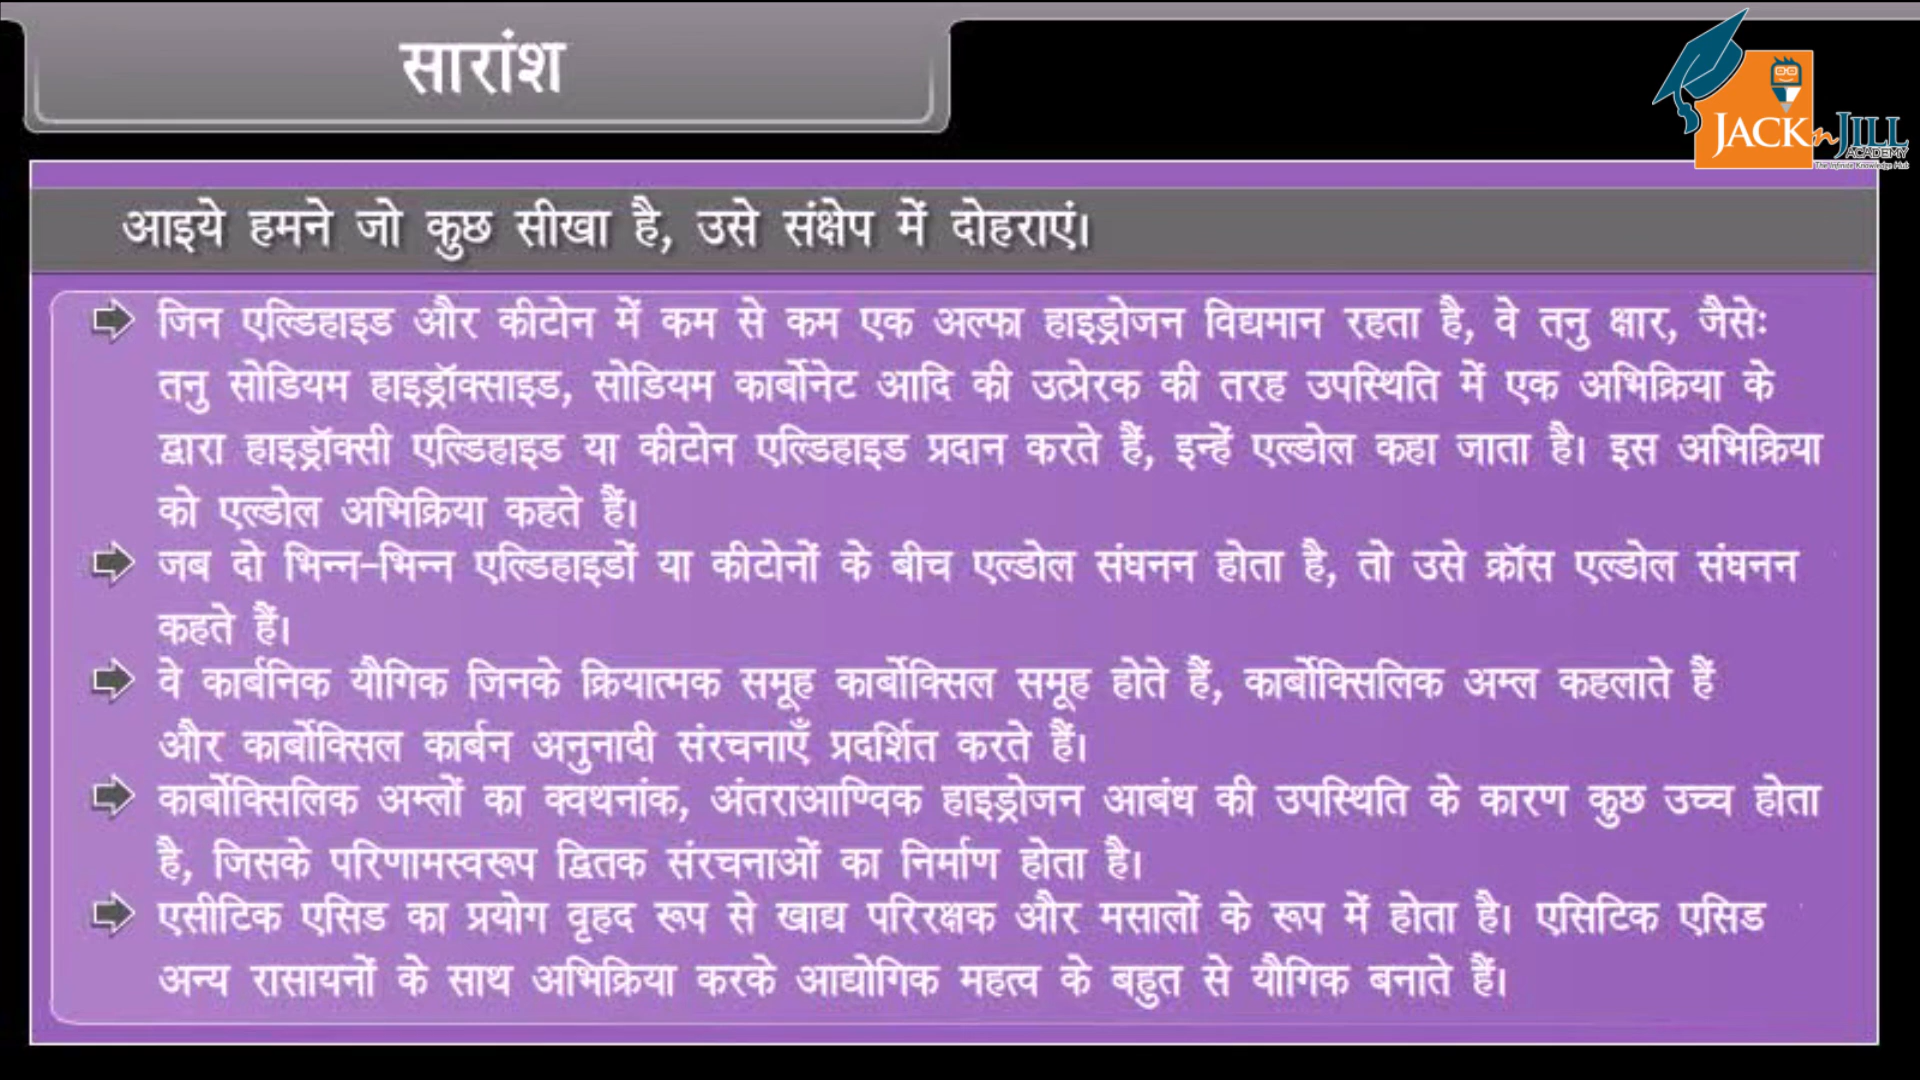 सारांश
JACK n JILL
ACADEMY
The Infinite Knowledge Hub
आइये हमने जो कुछ सीखा है, उसे संक्षेप में दोहराएं।
जिन एल्डिहाइड और कीटोन में कम से कम एक अल्फा हाइड्रोजन विद्यमान रहता है, वे तनु क्षार, जैसेः
तनु सोडियम हाइड्रॉक्साइड, सोडियम कार्बोनेट आदि की उत्प्रेरक की तरह उपस्थिति में एक अभिक्रिया के
द्वारा हाइड्रॉक्सी एल्डिहाइड या कीटोन एल्डिहाइड प्रदान करते हैं, इन्हें एल्डोल कहा जाता है। इस अभिक्रिया
को एल्डोल अभिक्रिया कहते हैं।
जब दो भिन्न-भिन्न एल्डिहाइडों या कीटोनों के बीच एल्डोल संघनन होता है, तो उसे क्रॉस एल्डोल संघनन
कहते हैं।
वे कार्बनिक यौगिक जिनके क्रियात्मक समूह कार्बोक्सिल समूह होते हैं, कार्बोक्सिलिक अम्ल कहलाते हैं
और कार्बोक्सिल कार्बन अनुनादी संरचनाएँ प्रदर्शित करते हैं।
कार्बोक्सिलिक अम्लों का क्वथनांक, अंतराआण्विक हाइड्रोजन आबंध की उपस्थिति के कारण कुछ उच्च होता
है, जिसके परिणामस्वरूप द्वितक संरचनाओं का निर्माण होता है।
एसीटिक एसिड का प्रयोग वृहद रूप से खाद्य परिरक्षक और मसालों के रूप में होता है। एसिटिक एसिड
अन्य रासायनों के साथ अभिक्रिया करके आद्योगिक महत्व के बहुत से यौगिक बनाते हैं।